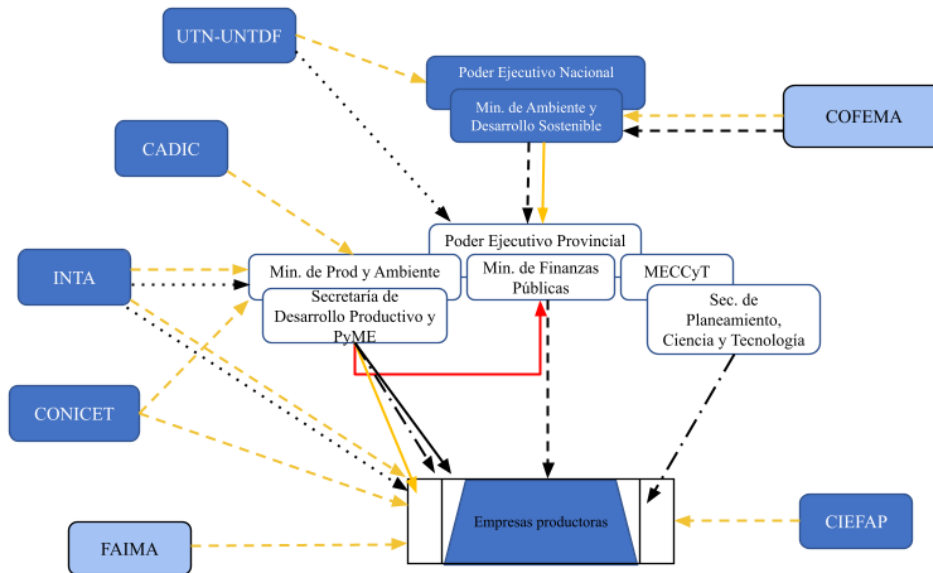 UTN-UNTDF
Poder Ejecutivo Nacional
Min. de Ambiente y
Desarrollo Sostenible
COFEMA
CADIC
Poder Ejecutivo Provincial
INTA
Min. de Prod y Ambiente
Min. de Finanzas
Públicas
MECCyT
Secretaría de
Desarrollo Productivo y
PyME
Sec. de
Planeamiento,
Ciencia y Tecnología
CONICET
Empresas productoras
CIEFAP
FAIMA